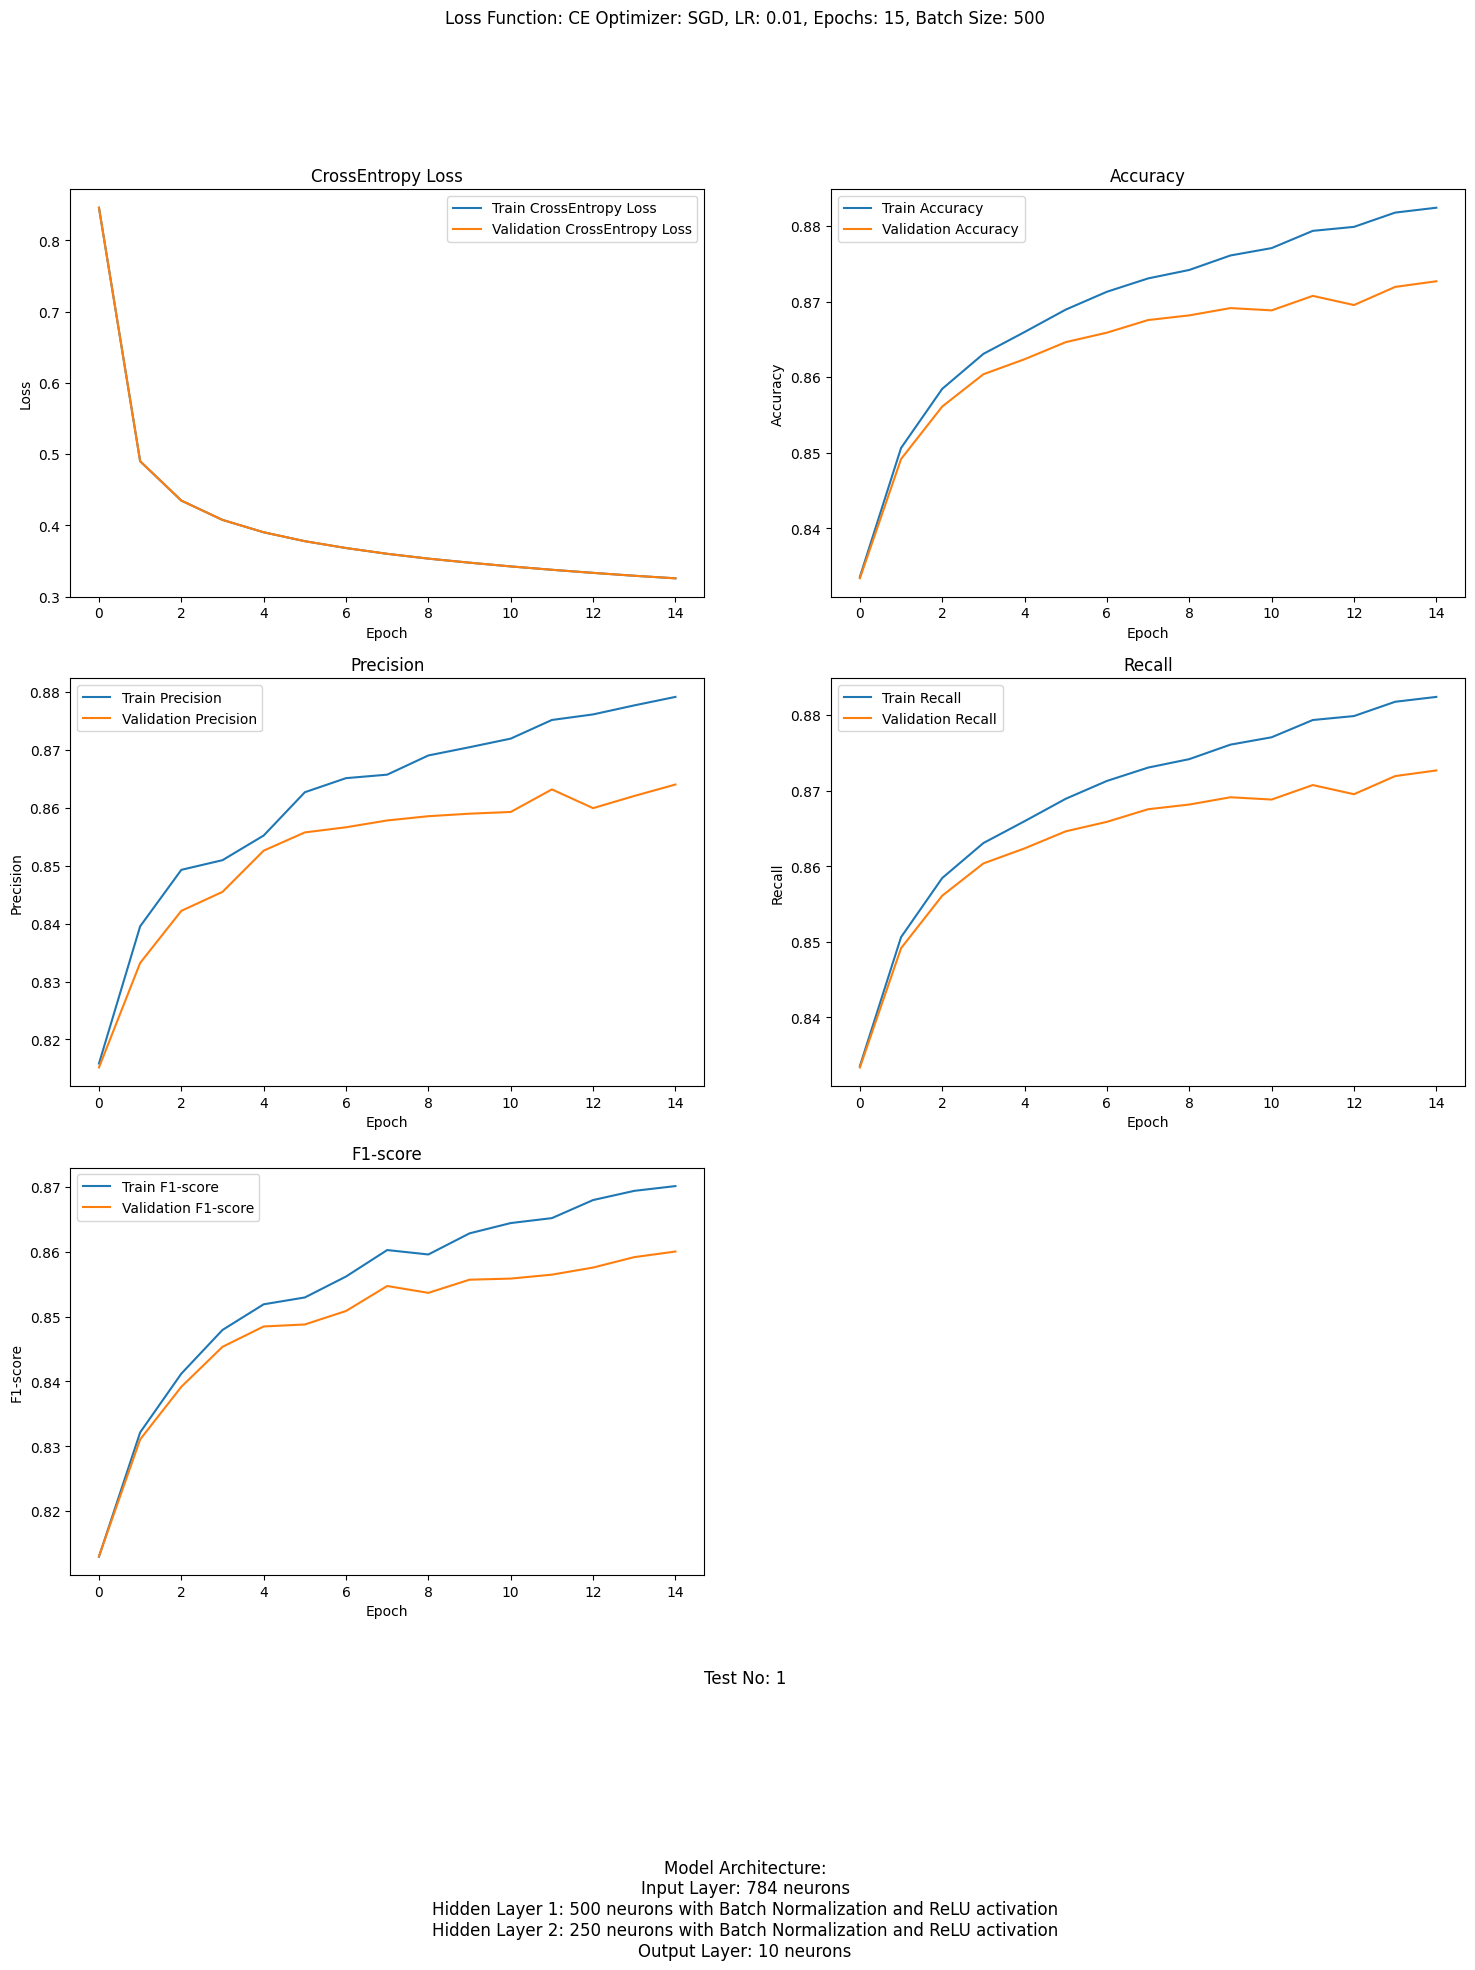 Loss Function: CE Optimizer: SGD, LR: 0.01, Epochs: 15, Batch Size: 500
CrossEntropy Loss
Train CrossEntropy Loss
Validation CrossEntropy Loss
Loss
0.8
0.7
0.6
0.5
0.4
0.3
0 2 4 6 8 10 12 14
Epoch
Accuracy
Train Accuracy
Validation Accuracy
Accuracy
0.88
0.87
0.86
0.85
0.84
0 2 4 6 8 10 12 14
Epoch
Precision
Train Precision
Validation Precision
Precision
0.88
0.87
0.86
0.85
0.84
0.83
0.82
0 2 4 6 8 10 12 14
Epoch
Recall
Train Recall
Validation Recall
Recall
0.88
0.87
0.86
0.85
0.84
0 2 4 6 8 10 12 14
Epoch
F1-score
Train F1-score
Validation F1-score
F1-score
0.87
0.86
0.85
0.84
0.83
0.82
0 2 4 6 8 10 12 14
Epoch
Test No: 1
Model Architecture:
Input Layer: 784 neurons
Hidden Layer 1: 500 neurons with Batch Normalization and ReLU activation
Hidden Layer 2: 250 neurons with Batch Normalization and ReLU activation
Output Layer: 10 neurons